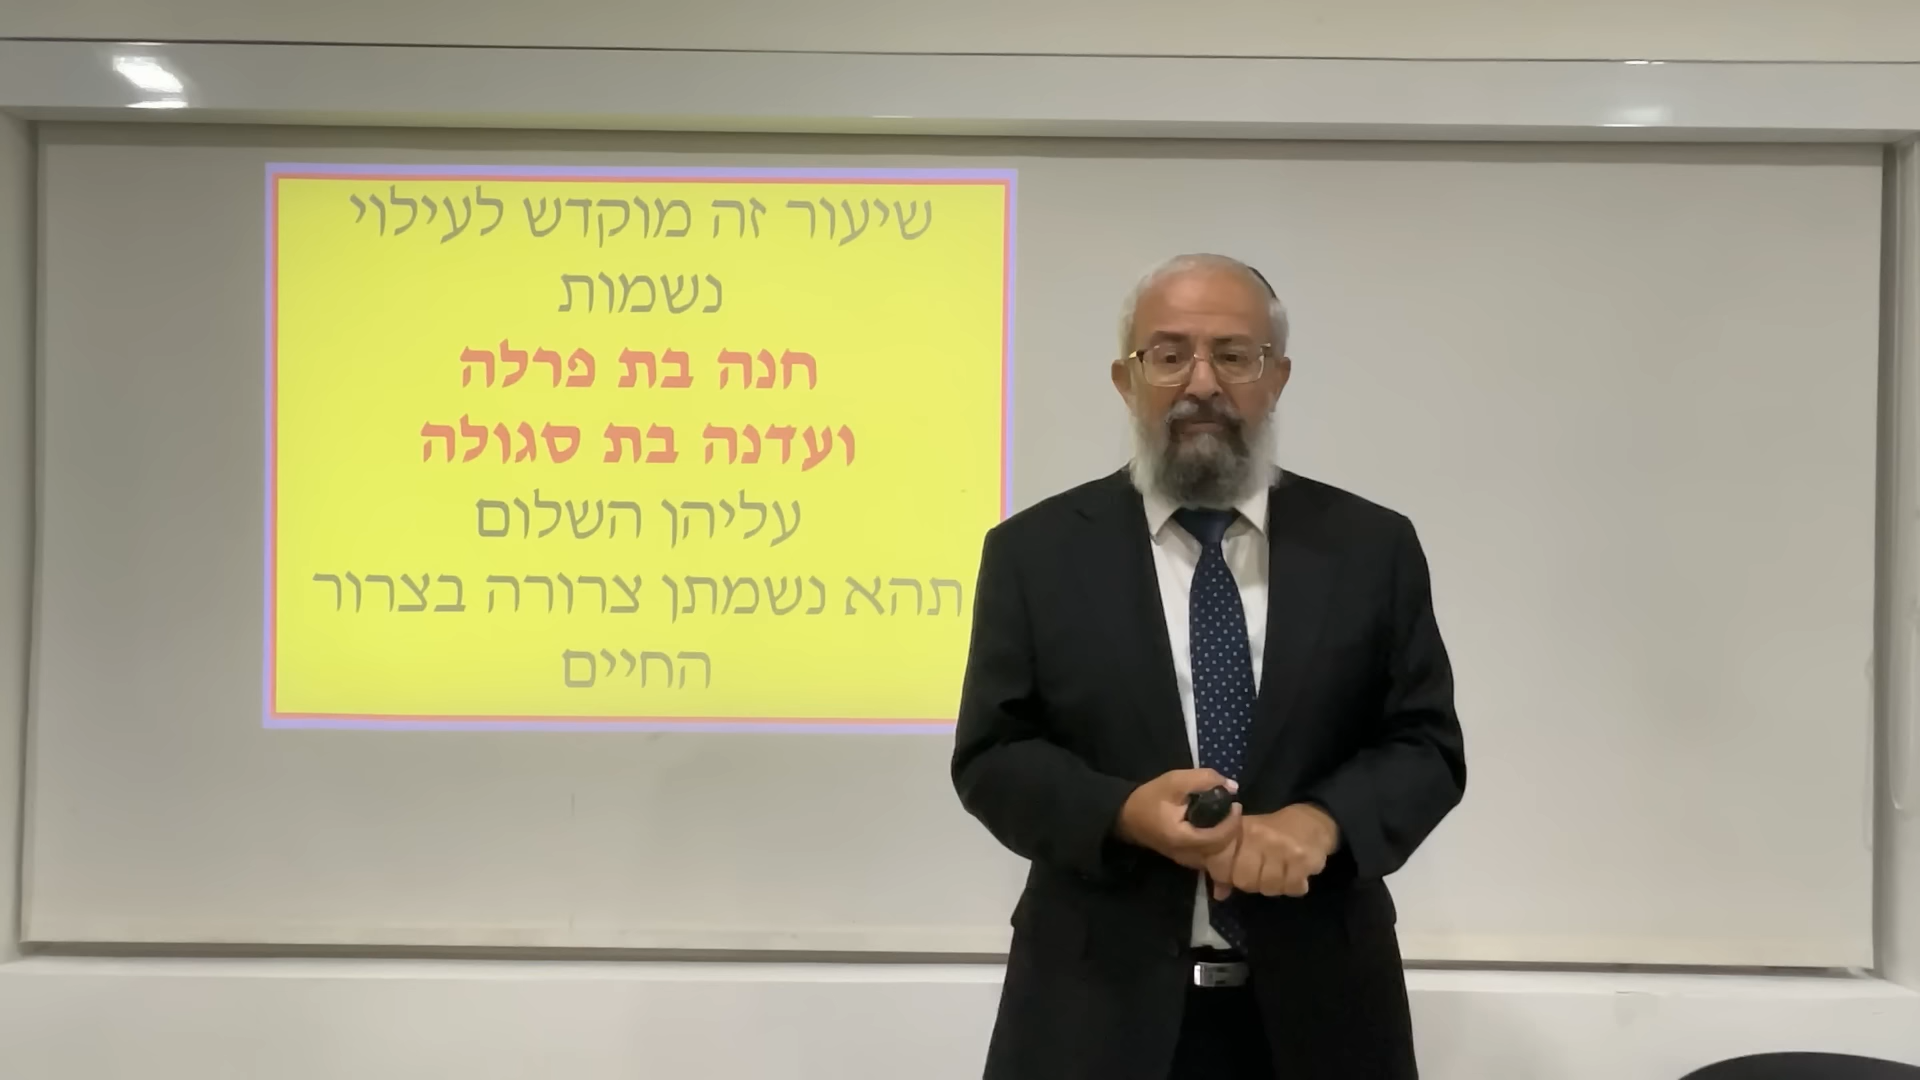 שיעור זה מוקדש לעילוי
נשמות
חנה בת פרלה
ועדנה בת סגולה
עליהן השלום
תהא נשמתן צרורה בצרור
החיים